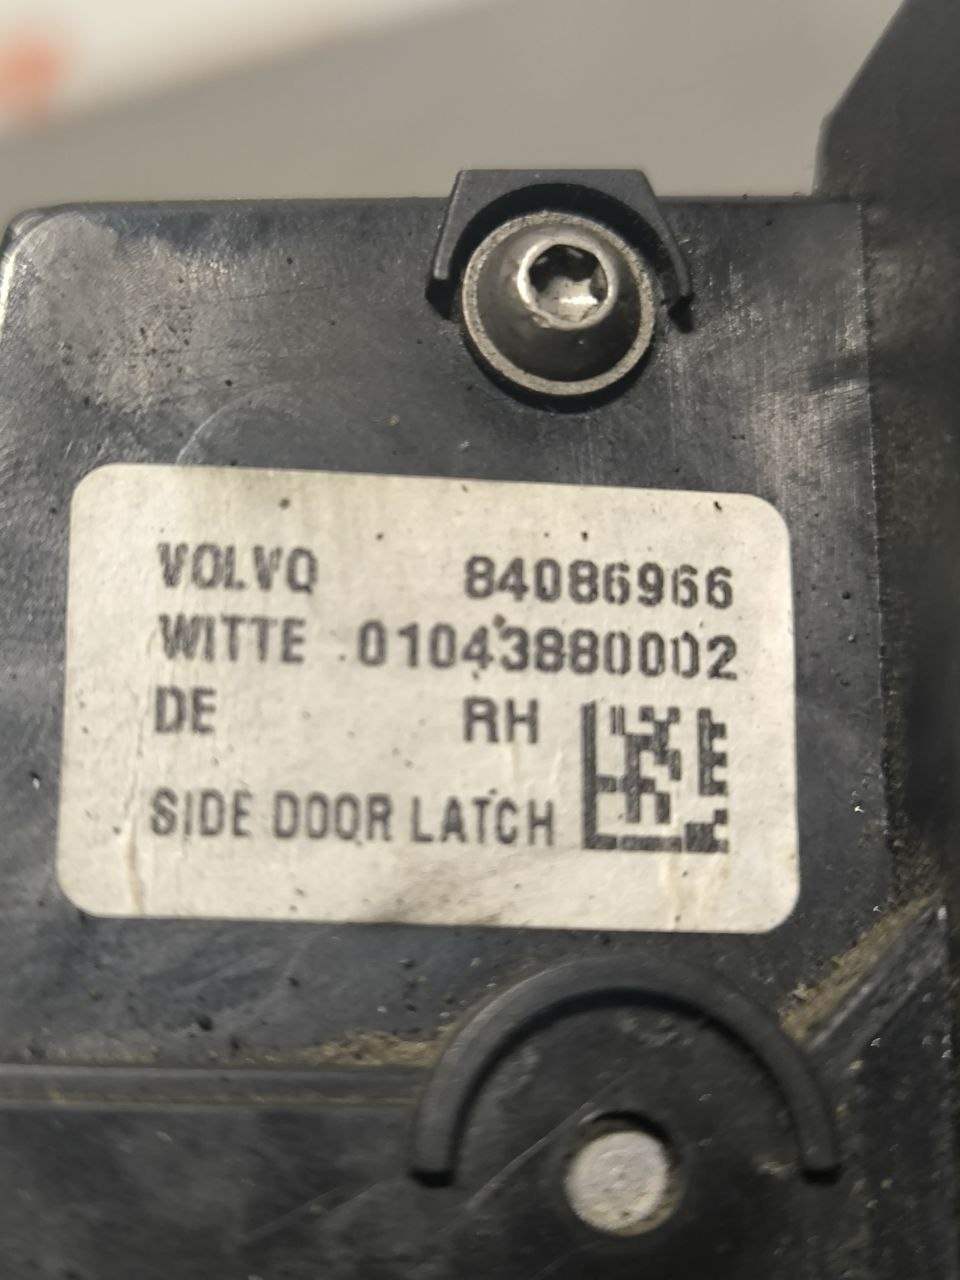 VOLVO 84086966
WITTE 01043880002
DE RH
SIDE DOOR LATCH